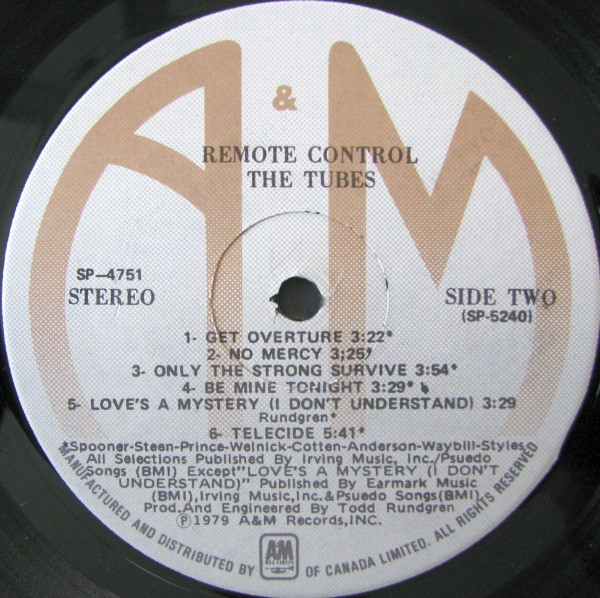 A & M
REMOTE CONTROL
THE TUBES
SP-4751
STEREO
SIDE TWO
(SP-5240)
1- GET OVERTURE 3:22*
2- NO MERCY 3;25*
3- ONLY THE STRONG SURVIVE 3:54*
4- BE MINE TONIGHT 3:29*
5- LOVE'S A MYSTERY (I DON'T UNDERSTAND) 3:29
Rundgren*
6- TELECIDE 5:41*
*Spooner-Steen-Prince-Welnick-Cotten-Anderson-Waybill-Styles
All Selections Published By Irving Music, Inc./Psuedo
Songs (BMI) Except"LOVE'S A MYSTERY (I DON'T
UNDERSTAND)" Published By Earmark Music
(BMI),Irving Music,Inc.& Psuedo Songs(BMI)
Prod.And Engineered By Todd Rundgren
Ⓟ1979 A&M Records,INC.
MANUFACTURED AND DISTRIBUTED BY A&M RECORDS OF CANADA LIMITED. ALL RIGHTS RESERVED